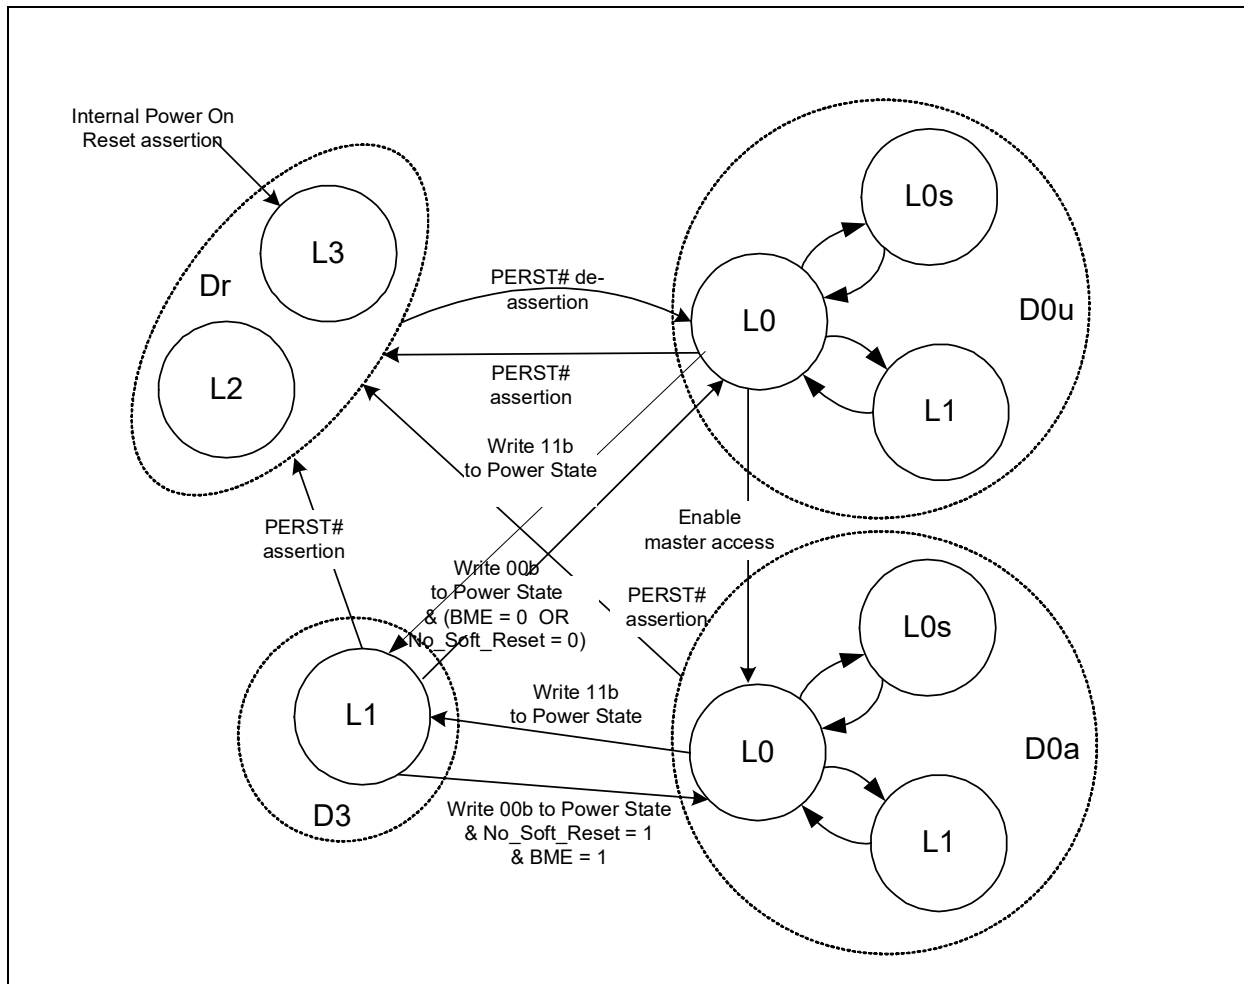 Internal Power On
Reset assertion
L3
Dr
L2
PERST# de-
assertion
PERST#
assertion
L0s
L0
D0u
L1
Write 11b
to Power State
PERST#
assertion
Enable
master access
Write 00b
to Power State
& (BME = 0 OR
No_Soft_Reset = 0)
PERST#
assertion
L0s
L1
D3
Write 11b
to Power State
L0
D0a
L1
Write 00b to Power State
& No_Soft_Reset = 1
& BME = 1